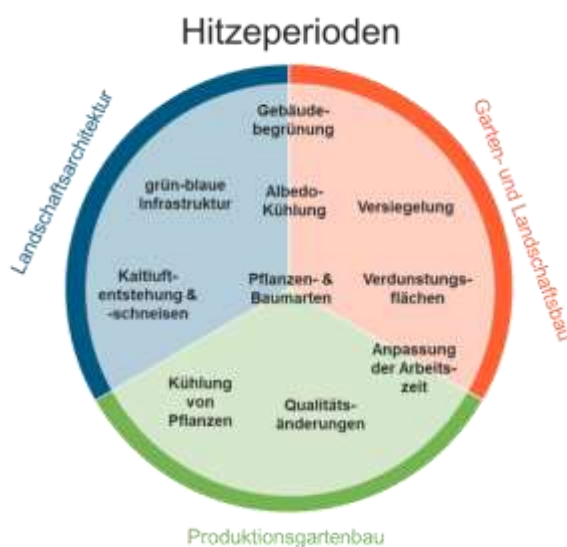 Hitzeperioden
Landschaftsarchitektur
Garten- und Landschaftsbau
Gebäude-
begrünung
grün-blaue
Infrastruktur
Albedo-
Kühlung
Versiegelung
Kaltluft-
entstehung &
-schneisen
Pflanzen- &
Baumarten
Verdunstungs-
flächen
Anpassung
der Arbeits-
zeit
Kühlung
von
Pflanzen
Qualitäts-
änderungen
Produktionsgartenbau